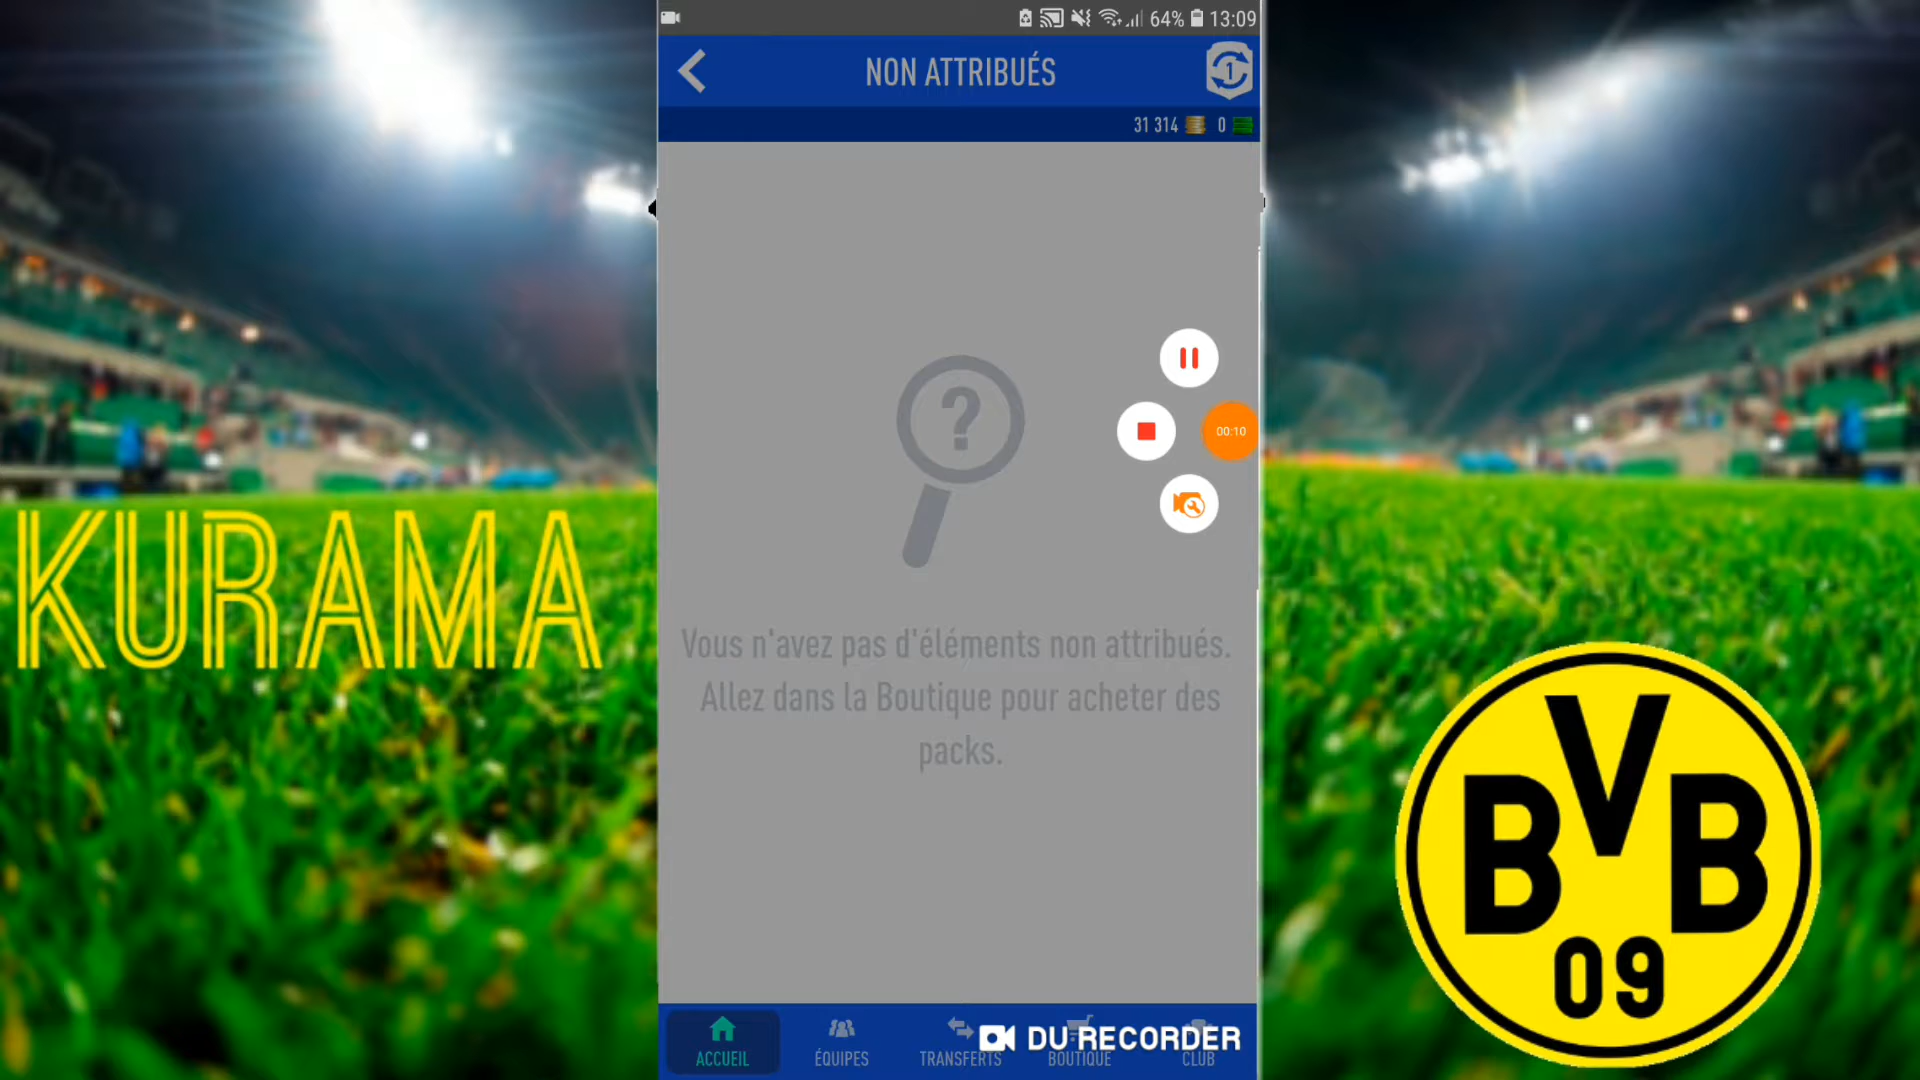 64% 13:09
NON ATTRIBUÉS
1
31 314 0
?
00:10
KURAMA
Vous n'avez pas d'éléments non attribués.
Allez dans la Boutique pour acheter des
packs.
BVB
09
DU RECORDER
ACCUEIL ÉQUIPES TRANSFERTS BOUTIQUE CLUB